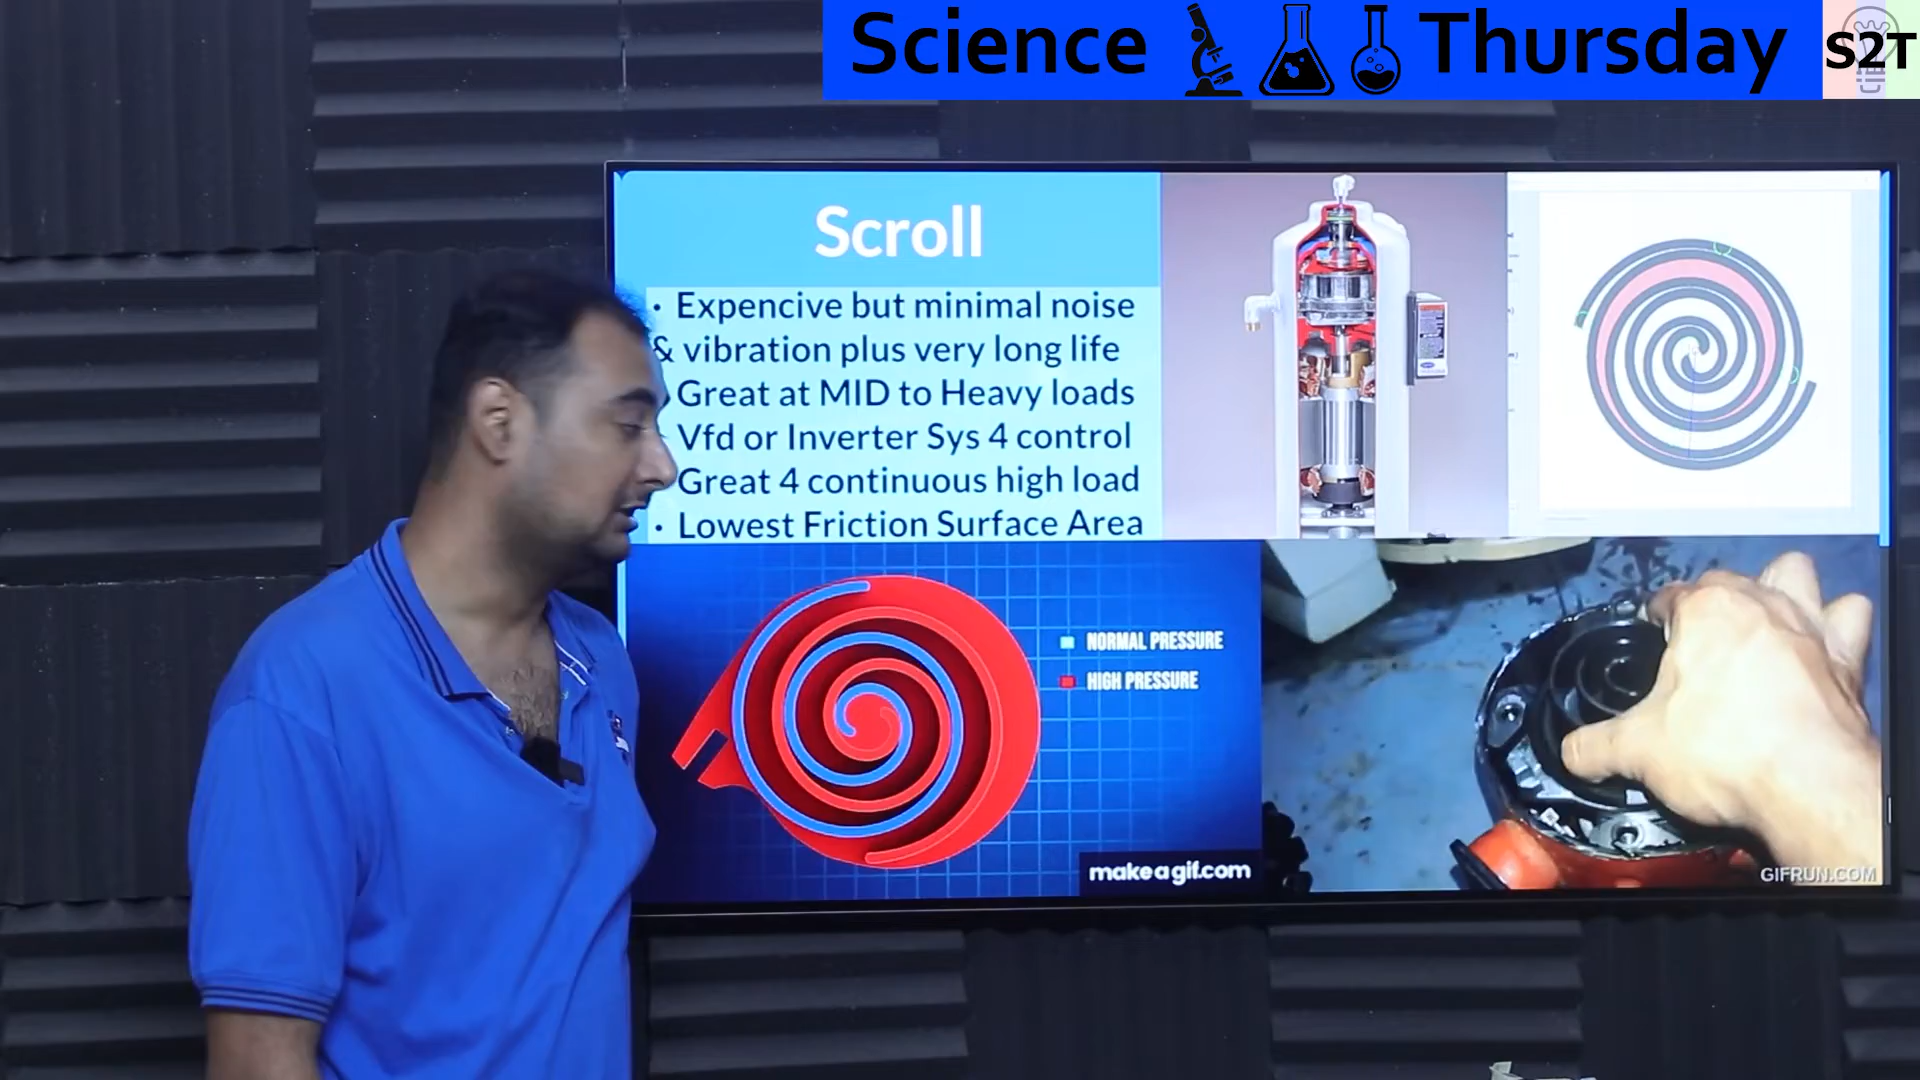 Science Thursday
S2T
Scroll
· Expencive but minimal noise
& vibration plus very long life
Great at MID to Heavy loads
Vfd or Inverter Sys 4 control
Great 4 continuous high load
· Lowest Friction Surface Area
NORMAL PRESSURE
HIGH PRESSURE
makeagif.com
GIFRUN.COM